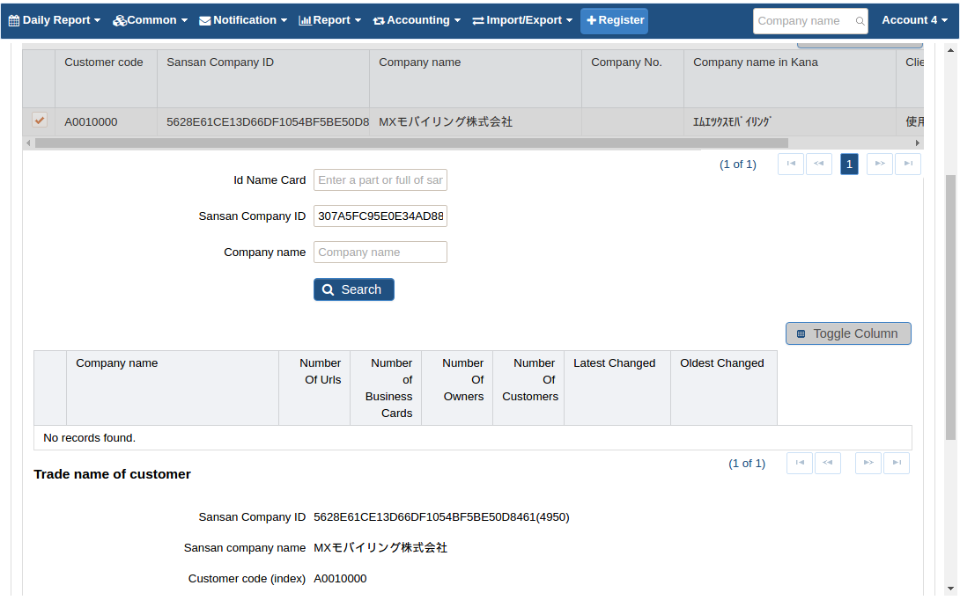 Daily Report Common Notification Report Accounting Import/Export Register Company name Account 4
Customer code Sansan Company ID Company name Company No. Company name in Kana Clie
A0010000 5628E61CE13D66DF1054BF5BE50D8 MXモバイリング株式会社 ｴﾑｴｯｸｽﾓﾊﾞｲﾘﾝｸﾞ 使用
(1 of 1) 1
Id Name Card Enter a part or full of sar
Sansan Company ID 307A5FC95E0E34AD88
Company name Company name
Search
Toggle Column
Company name Number Of Urls Number of Business Cards Number Of Owners Number Of Customers Latest Changed Oldest Changed
No records found.
(1 of 1)
Trade name of customer
Sansan Company ID 5628E61CE13D66DF1054BF5BE50D8461(4950)
Sansan company name MXモバイリング株式会社
Customer code (index) A0010000